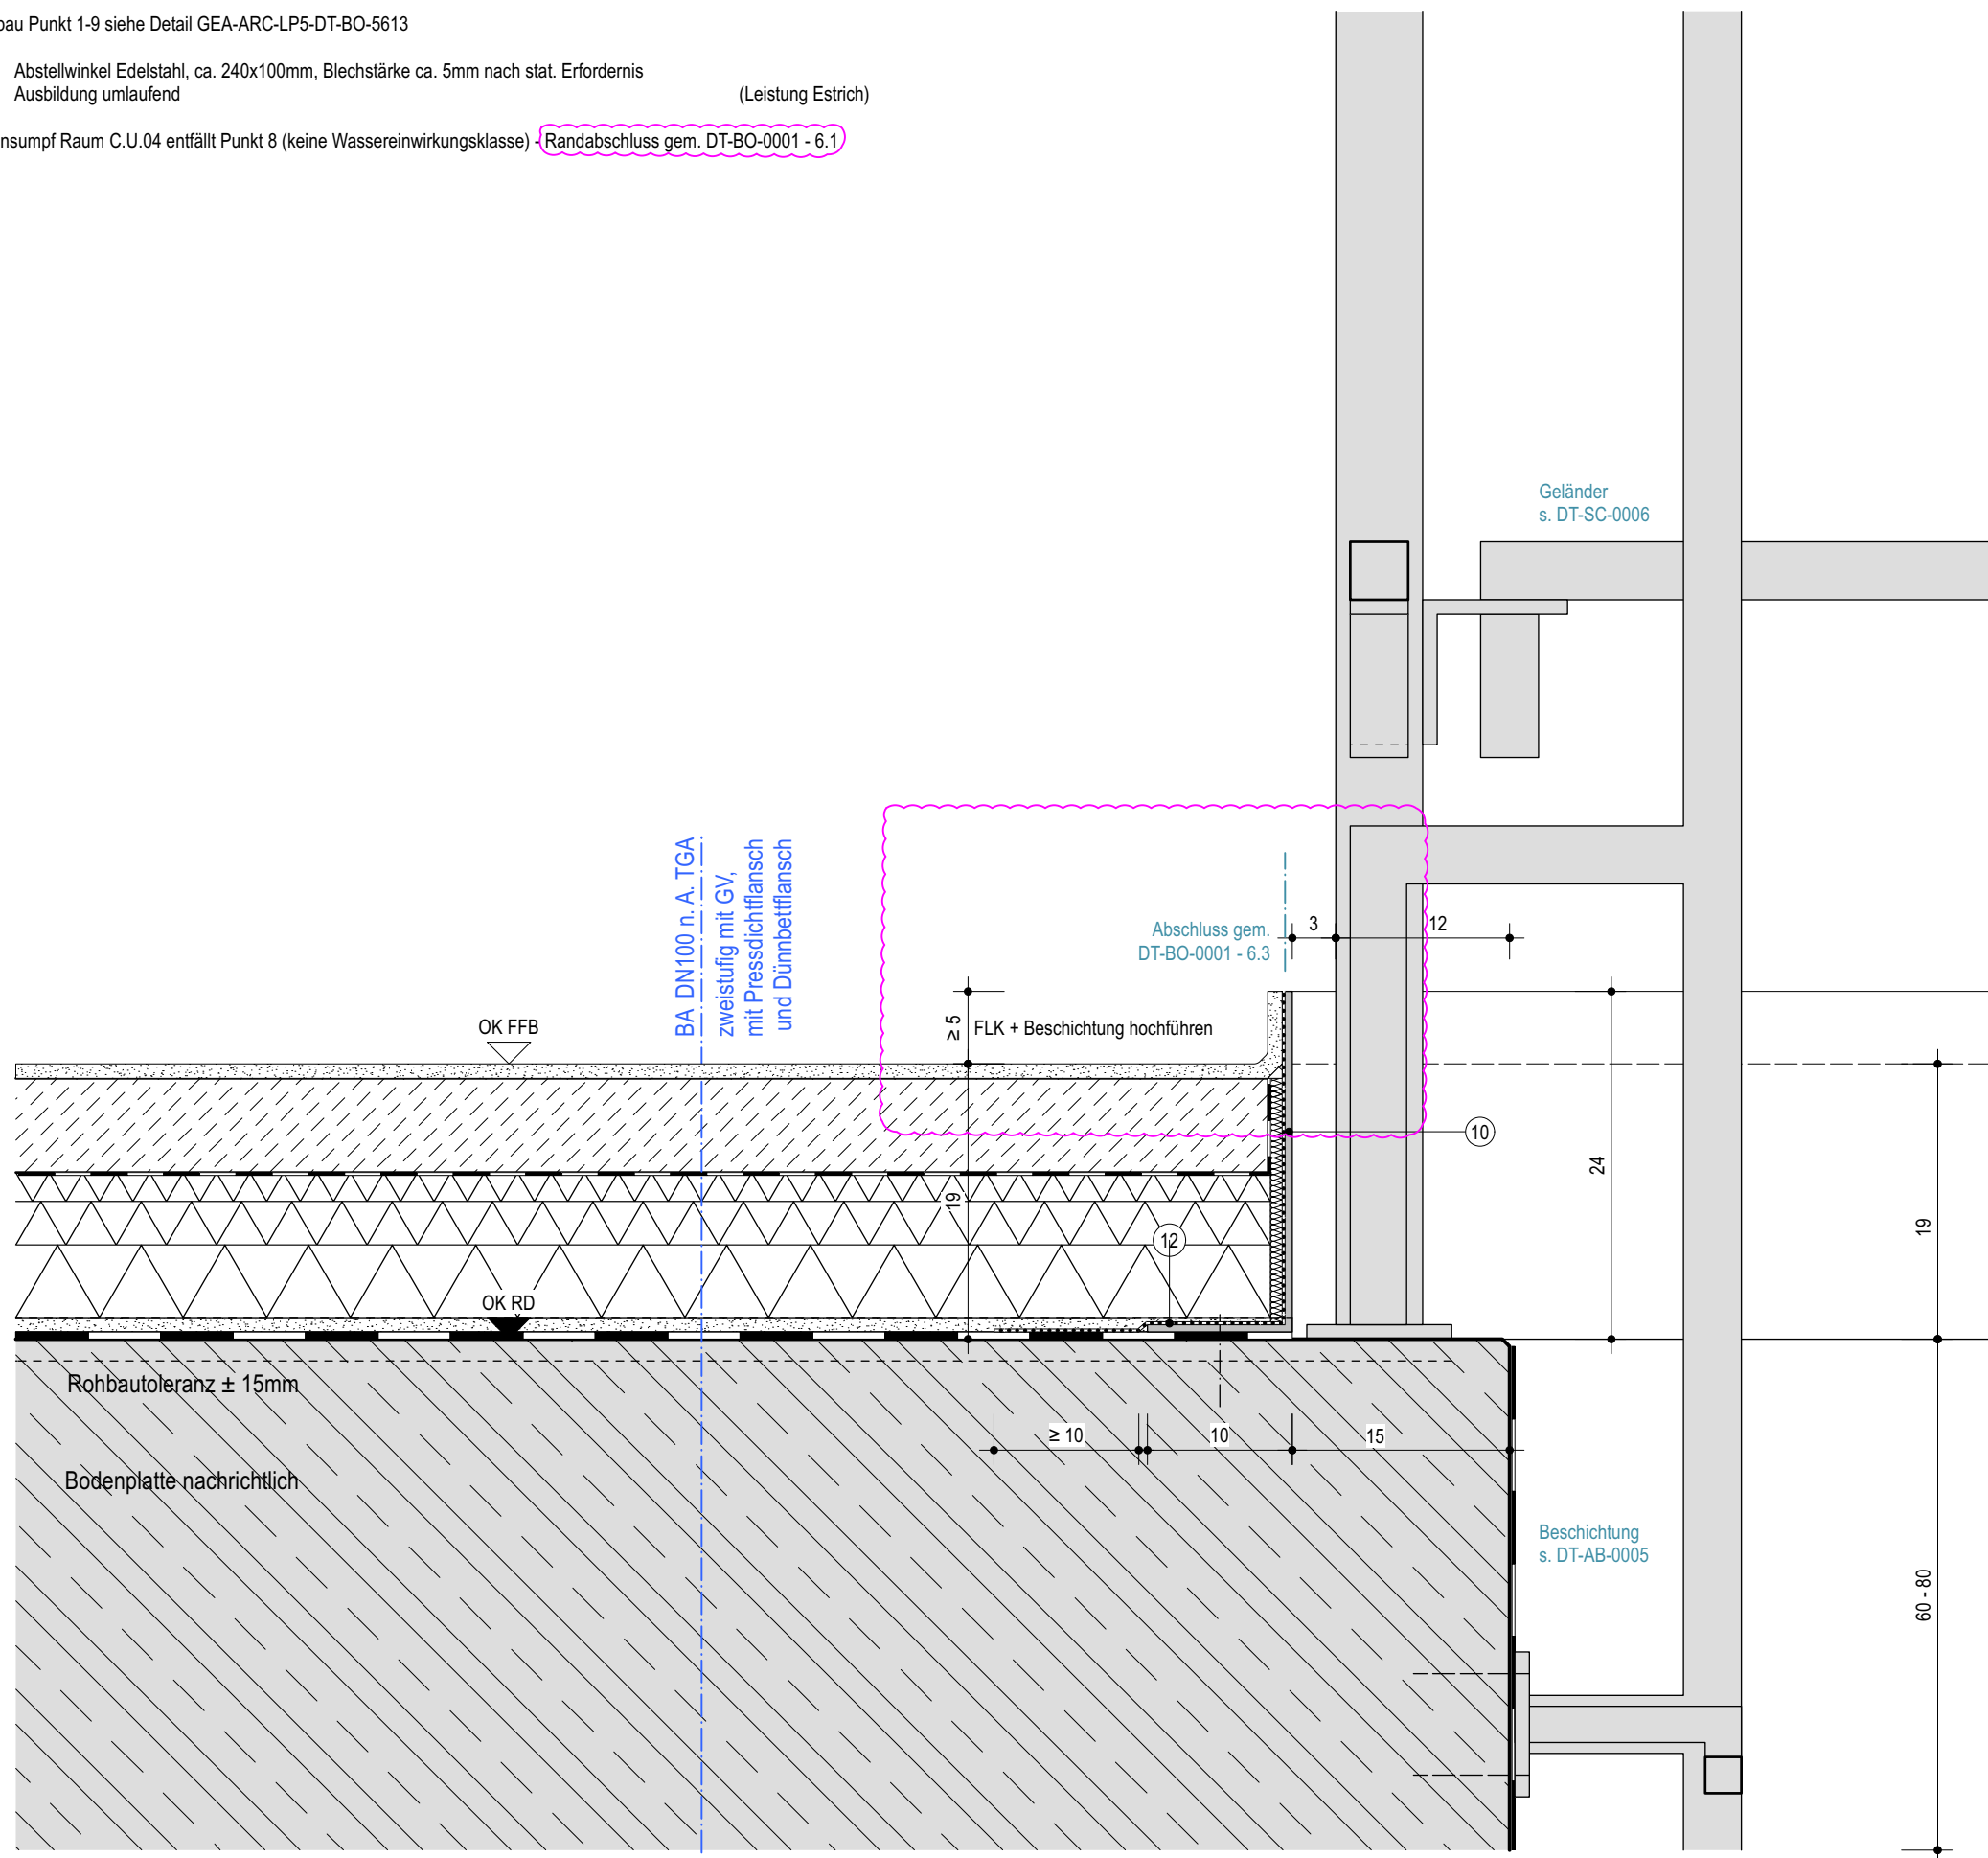 bau Punkt 1-9 siehe Detail GEA-ARC-LP5-DT-BO-5613
Abstellwinkel Edelstahl, ca. 240x100mm, Blechstärke ca. 5mm nach stat. Erfordernis
Ausbildung umlaufend (Leistung Estrich)
nsumpf Raum C.U.04 entfällt Punkt 8 (keine Wassereinwirkungsklasse) - Randabschluss gem. DT-BO-0001 - 6.1
Geländer
s. DT-SC-0006
BA DN100 n. A. TGA
zweistufig mit GV,
mit Pressdichtflansch
und Dünnbettflansch
Abschluss gem.
DT-BO-0001 - 6.3
3
12
OK FFB
≥ 5
FLK + Beschichtung hochführen
10
24
19
19
12
OK RD
Rohbautoleranz ± 15mm
≥ 10
10
15
Bodenplatte nachrichtlich
Beschichtung
s. DT-AB-0005
60 - 80